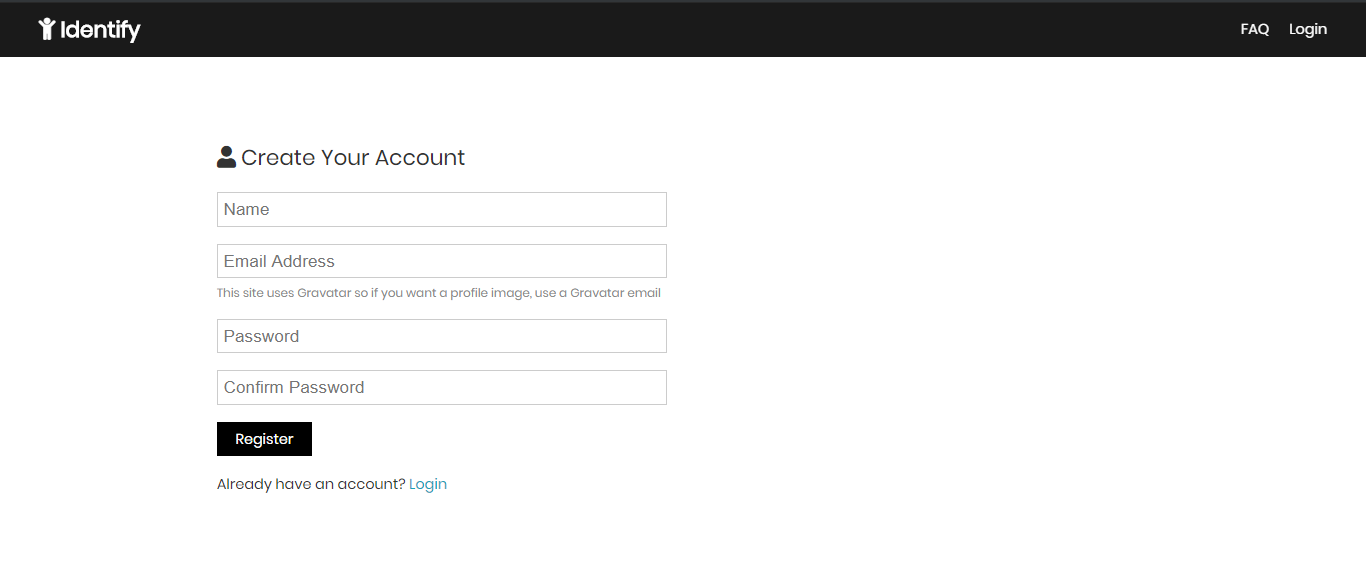 Identify
FAQ Login
Create Your Account
Name
Email Address
This site uses Gravatar so if you want a profile image, use a Gravatar email
Password
Confirm Password
Register
Already have an account? Login